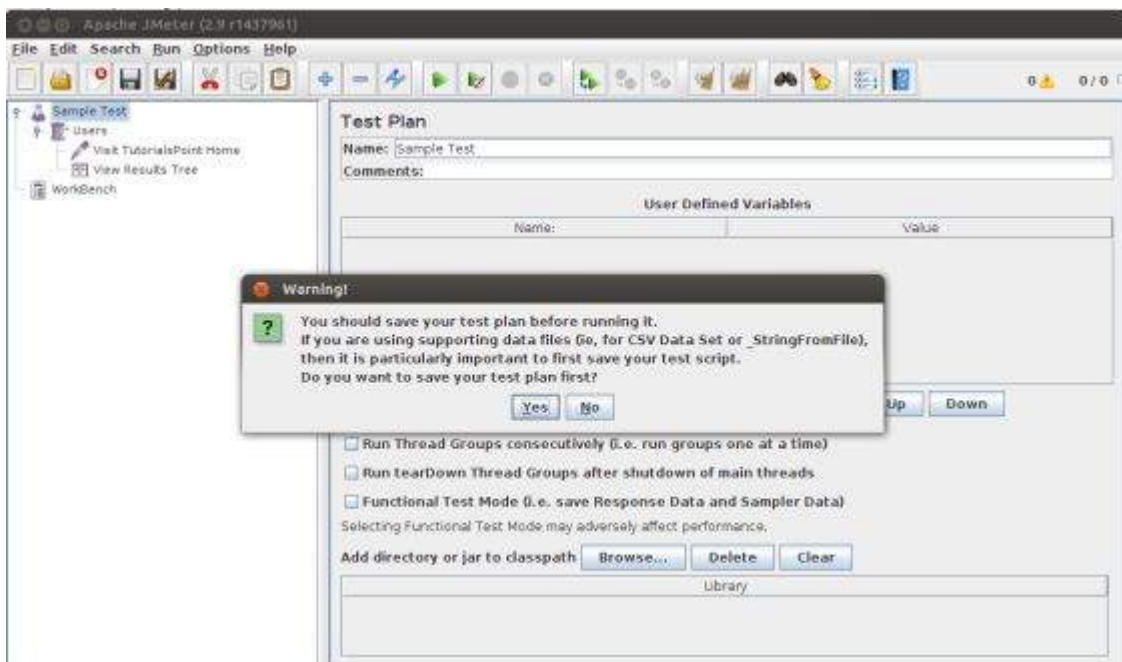 Apache JMeter (2.9 r1437961)
File Edit Search Run Options Help
0 0 / 0
Sample Test
Users
Visit TutorialsPoint Home
View Results Tree
WorkBench
Test Plan
Name: Sample Test
Comments:
User Defined Variables
Name: Value
Warning!
You should save your test plan before running it.
If you are using supporting data files (ie, for CSV Data Set or _StringFromFile),
then it is particularly important to first save your test script.
Do you want to save your test plan first?
Yes No
Up Down
Run Thread Groups consecutively (i.e. run groups one at a time)
Run tearDown Thread Groups after shutdown of main threads
Functional Test Mode (i.e. save Response Data and Sampler Data)
Selecting Functional Test Mode may adversely affect performance.
Add directory or jar to classpath Browse... Delete Clear
Library